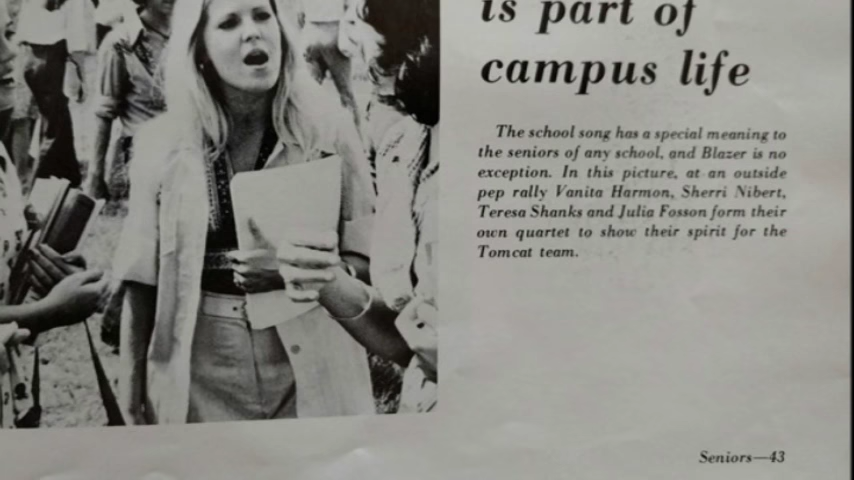 is part of
campus life
The school song has a special meaning to
the seniors of any school, and Blazer is no
exception. In this picture, at an outside
pep rally Vanita Harmon, Sherri Nibert,
Teresa Shanks and Julia Fosson form their
own quartet to show their spirit for the
Tomcat team.
Seniors—43